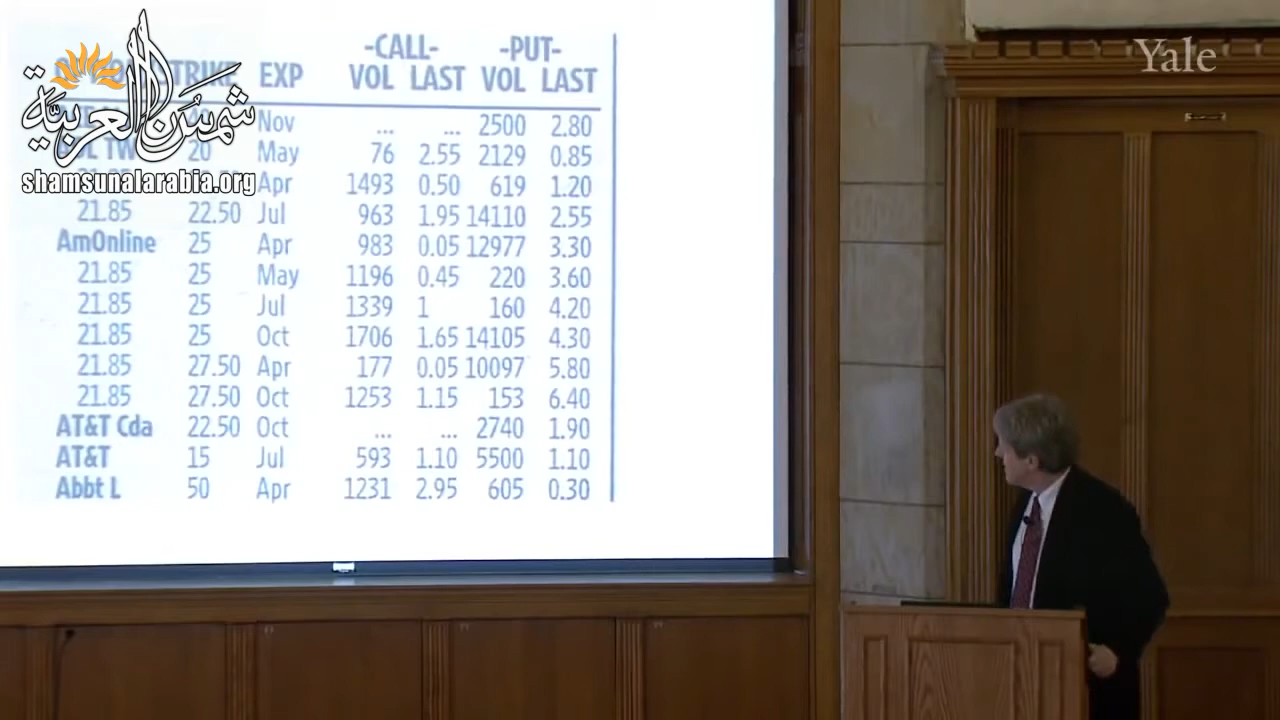 Yale
شمس العربية
shamsunalarabia.org
-CALL- -PUT-
STRIKE EXP VOL LAST VOL LAST
Nov ... ... 2500 2.80
20 May 76 2.55 2129 0.85
Apr 1493 0.50 619 1.20
21.85 22.50 Jul 963 1.95 14110 2.55
AmOnline 25 Apr 983 0.05 12977 3.30
21.85 25 May 1196 0.45 220 3.60
21.85 25 Jul 1339 1 160 4.20
21.85 25 Oct 1706 1.65 14105 4.30
21.85 27.50 Apr 177 0.05 10097 5.80
21.85 27.50 Oct 1253 1.15 153 6.40
AT&T Cda 22.50 Oct ... ... 2740 1.90
AT&T 15 Jul 593 1.10 5500 1.10
Abbt L 50 Apr 1231 2.95 605 0.30